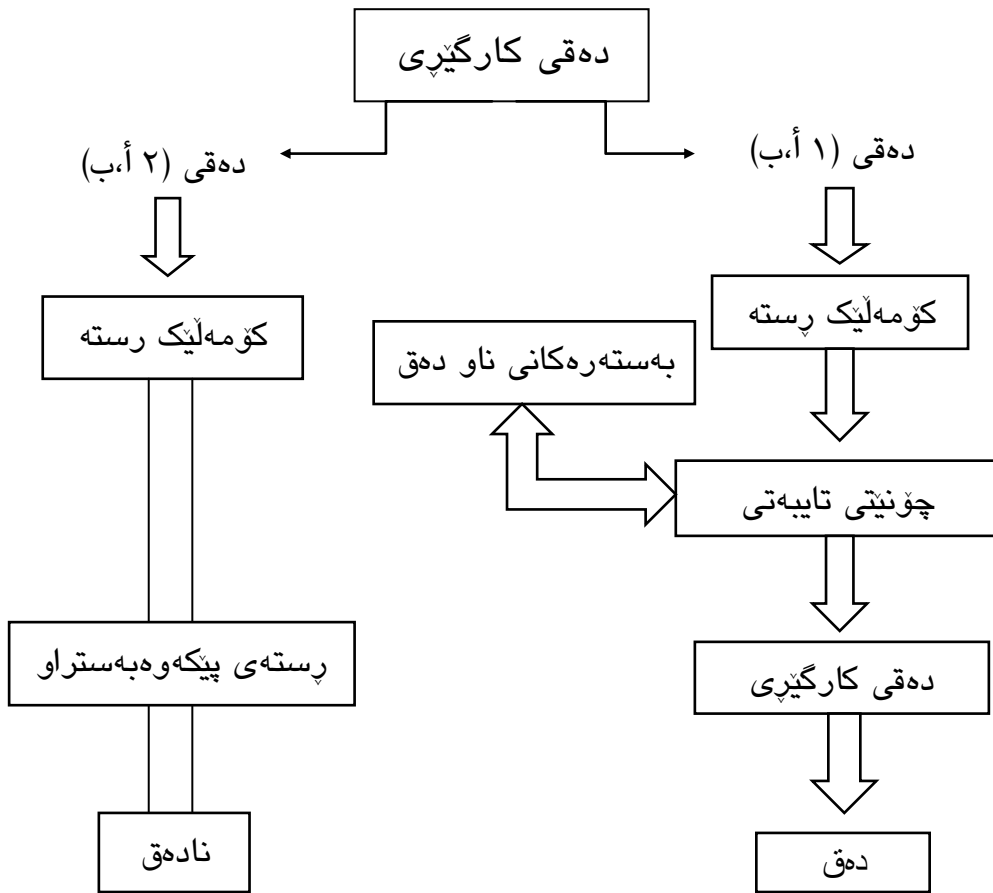 دەقی کارگێڕی
دەقی (١ أ،ب)
دەقی (٢ أ،ب)
کۆمەڵێک ڕستە
کۆمەڵێک رستە
بەستەرەکانی ناو دەق
چۆنێتی تایبەتی
ڕستەی پێکەوەبەستراو
دەقی کارگێڕی
دەق
نادەق